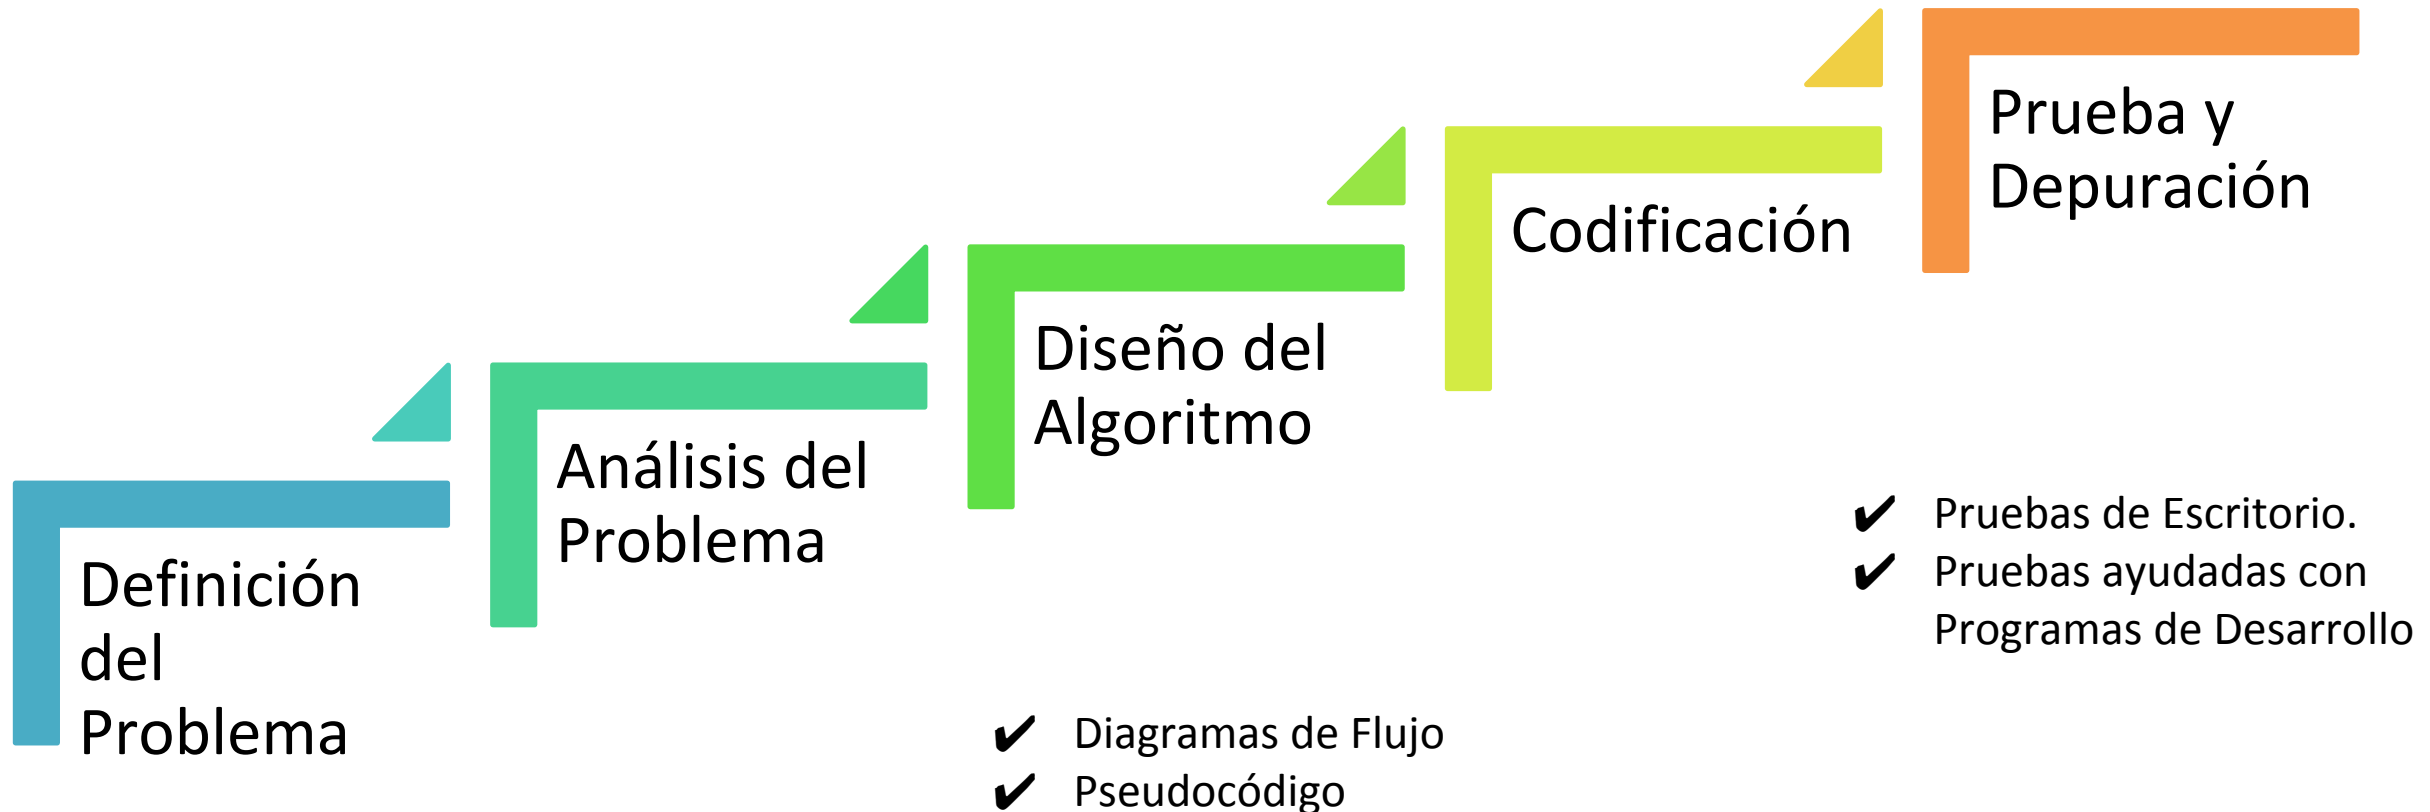 Definición
del
Problema
Análisis del
Problema
Diseño del
Algoritmo
✔ Diagramas de Flujo
✔ Pseudocódigo
Codificación
Prueba y
Depuración
✔ Pruebas de Escritorio.
✔ Pruebas ayudadas con
Programas de Desarrollo